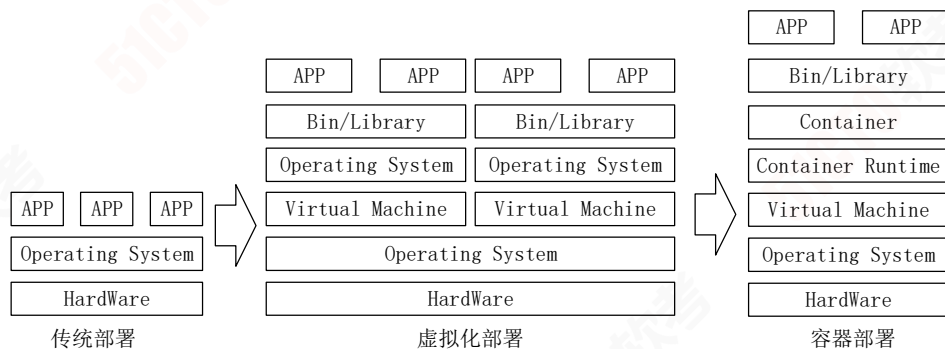 APP APP APP
Operating System
HardWare
传统部署
APP APP APP APP
Bin/Library Bin/Library
Operating System Operating System
Virtual Machine Virtual Machine
Operating System
HardWare
虚拟化部署
APP APP
Bin/Library
Container
Container Runtime
Virtual Machine
Operating System
HardWare
容器部署